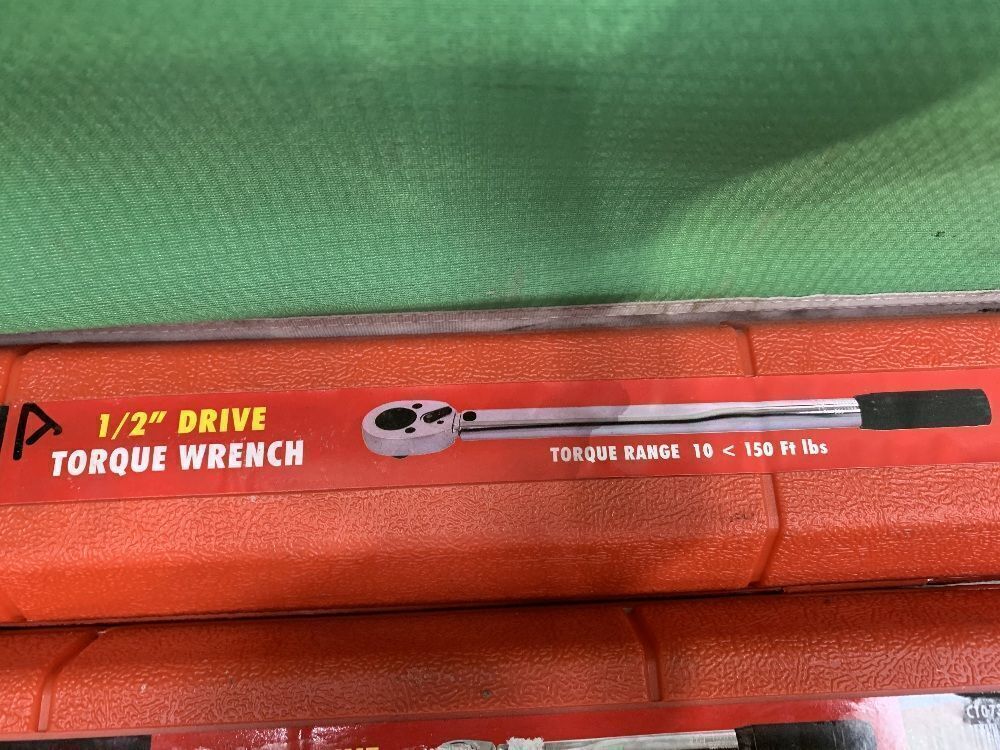 1/2" DRIVE
TORQUE WRENCH
TORQUE RANGE 10 < 150 Ft lbs